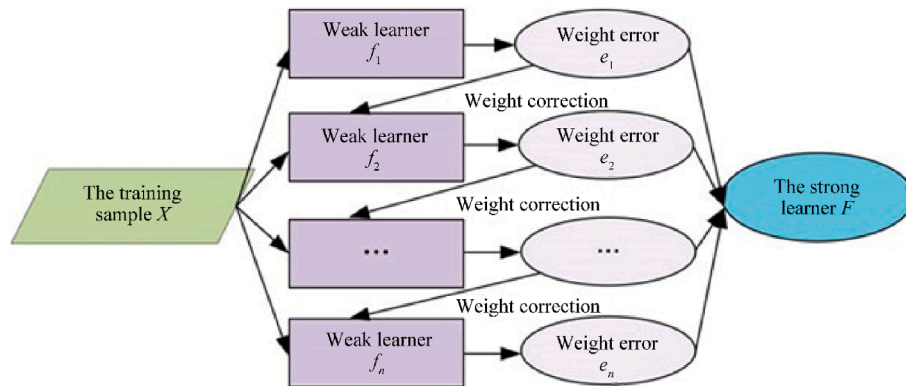 Weak learner
f₁
Weight error
e₁
Weight correction
Weak learner
f₂
Weight error
e₂
The training
sample X
The strong
learner F
Weight correction
...
...
Weight correction
Weak learner
fₙ
Weight error
eₙ